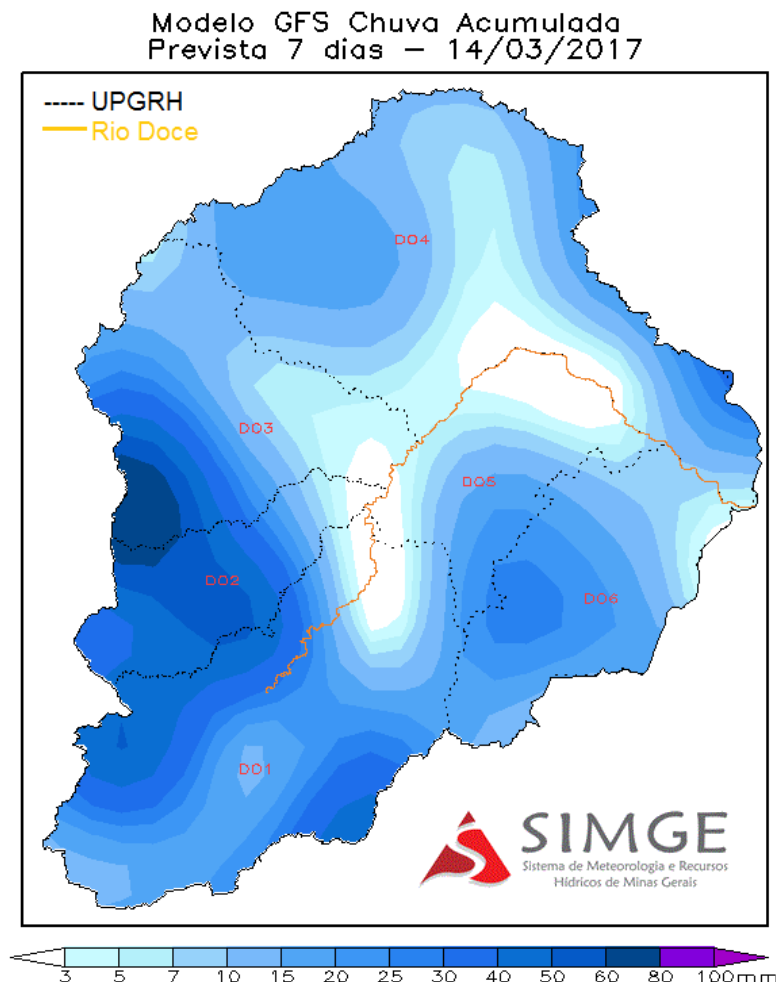 Modelo GFS Chuva Acumulada
Prevista 7 dias – 14/03/2017
----- UPGRH
Rio Doce
DO4
DO3
DO5
DO2
DO6
DO1
SIMGE
Sistema de Meteorologia e Recursos
Hídricos de Minas Gerais
3 5 7 10 15 20 25 30 40 50 60 80 100mm